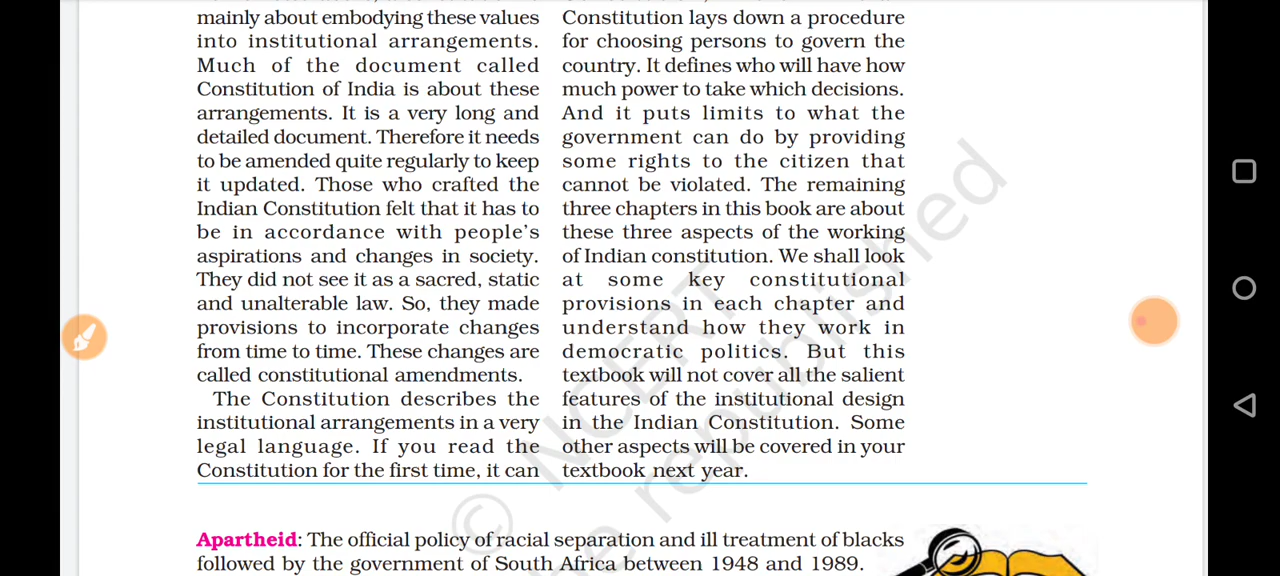 mainly about embodying these values
into institutional arrangements.
Much of the document called
Constitution of India is about these
arrangements. It is a very long and
detailed document. Therefore it needs
to be amended quite regularly to keep
it updated. Those who crafted the
Indian Constitution felt that it has to
be in accordance with people's
aspirations and changes in society.
They did not see it as a sacred, static
and unalterable law. So, they made
provisions to incorporate changes
from time to time. These changes are
called constitutional amendments.
The Constitution describes the
institutional arrangements in a very
legal language. If you read the
Constitution for the first time, it can
Constitution lays down a procedure
for choosing persons to govern the
country. It defines who will have how
much power to take which decisions.
And it puts limits to what the
government can do by providing
some rights to the citizen that
cannot be violated. The remaining
three chapters in this book are about
these three aspects of the working
of Indian constitution. We shall look
at some key constitutional
provisions in each chapter and
understand how they work in
democratic politics. But this
textbook will not cover all the salient
features of the institutional design
in the Indian Constitution. Some
other aspects will be covered in your
textbook next year.
Apartheid: The official policy of racial separation and ill treatment of blacks
followed by the government of South Africa between 1948 and 1989.
© NCERT
be republished